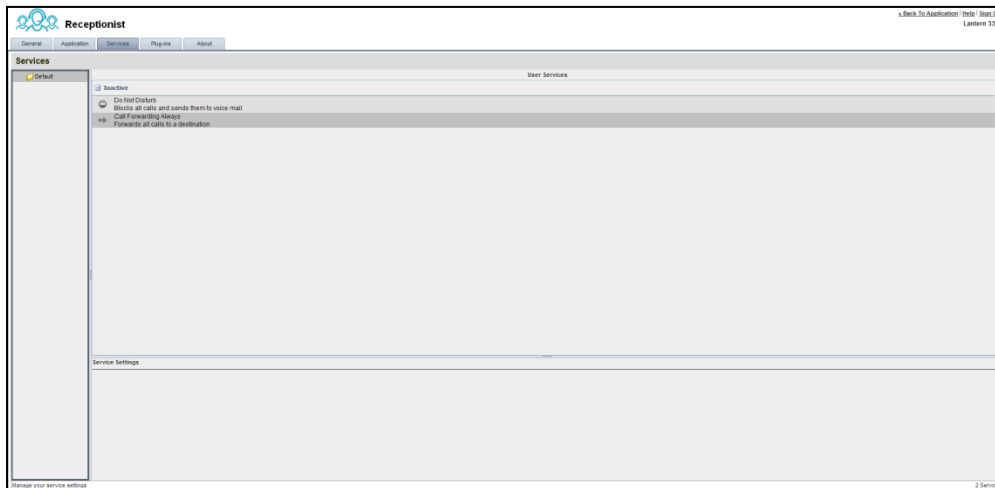 Receptionist
« Back To Application | Help | Sign
Lantern 33
General Application Services Plug-ins About
Services
Default
User Services
Inactive
Do Not Disturb
Blocks all calls and sends them to voice mail
Call Forwarding Always
Forwards all calls to a destination
Service Settings
Manage your service settings
2 Servi